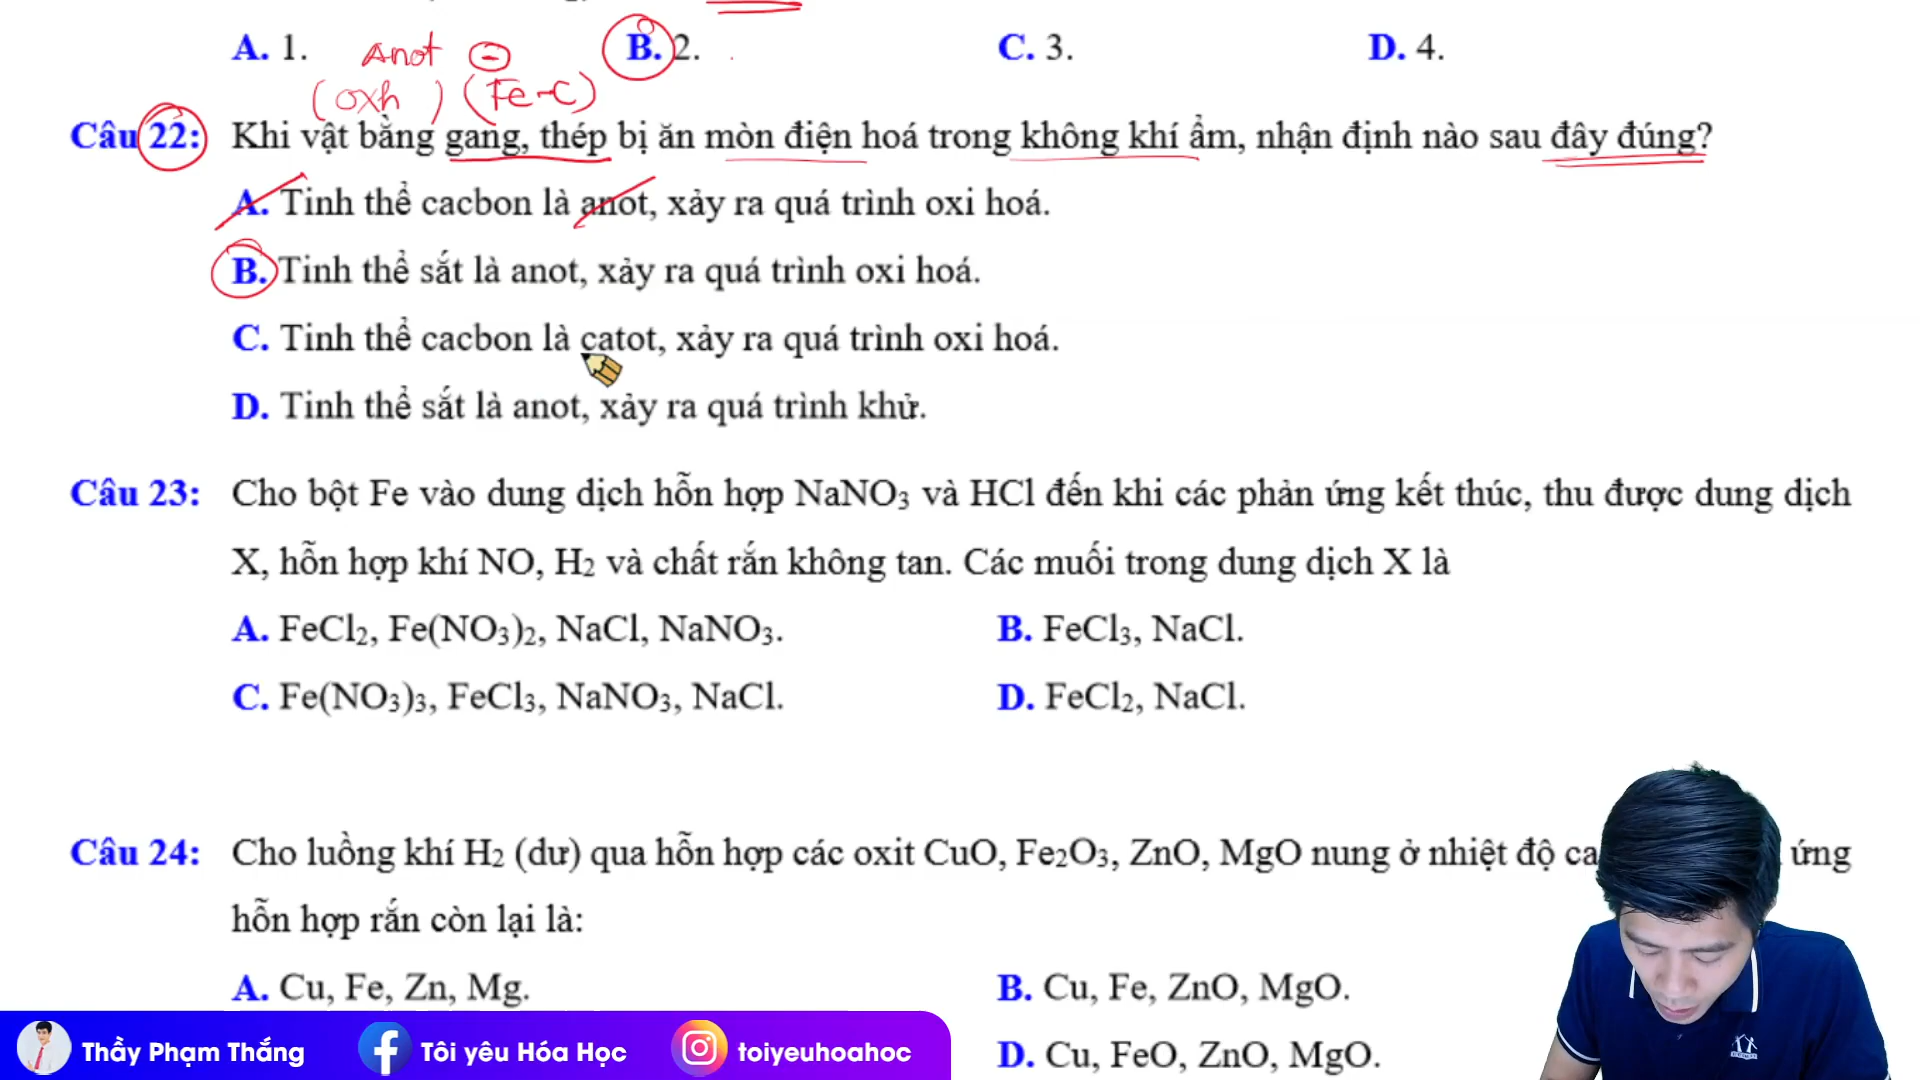 A. 1. B. 2. C. 3. D. 4.
Anot −
(oxh) (Fe-C)
Câu 22: Khi vật bằng gang, thép bị ăn mòn điện hoá trong không khí ẩm, nhận định nào sau đây đúng?
A. Tinh thể cacbon là anot, xảy ra quá trình oxi hoá.
B. Tinh thể sắt là anot, xảy ra quá trình oxi hoá.
C. Tinh thể cacbon là catot, xảy ra quá trình oxi hoá.
D. Tinh thể sắt là anot, xảy ra quá trình khử.
Câu 23: Cho bột Fe vào dung dịch hỗn hợp NaNO₃ và HCl đến khi các phản ứng kết thúc, thu được dung dịch
X, hỗn hợp khí NO, H₂ và chất rắn không tan. Các muối trong dung dịch X là
A. FeCl₂, Fe(NO₃)₂, NaCl, NaNO₃. B. FeCl₃, NaCl.
C. Fe(NO₃)₃, FeCl₃, NaNO₃, NaCl. D. FeCl₂, NaCl.
Câu 24: Cho luồng khí H₂ (dư) qua hỗn hợp các oxit CuO, Fe₂O₃, ZnO, MgO nung ở nhiệt độ ứng
hỗn hợp rắn còn lại là:
A. Cu, Fe, Zn, Mg. B. Cu, Fe, ZnO, MgO.
D. Cu, FeO, ZnO, MgO.
Thầy Phạm Thắng Tôi yêu Hóa Học toiyeuhoahoc